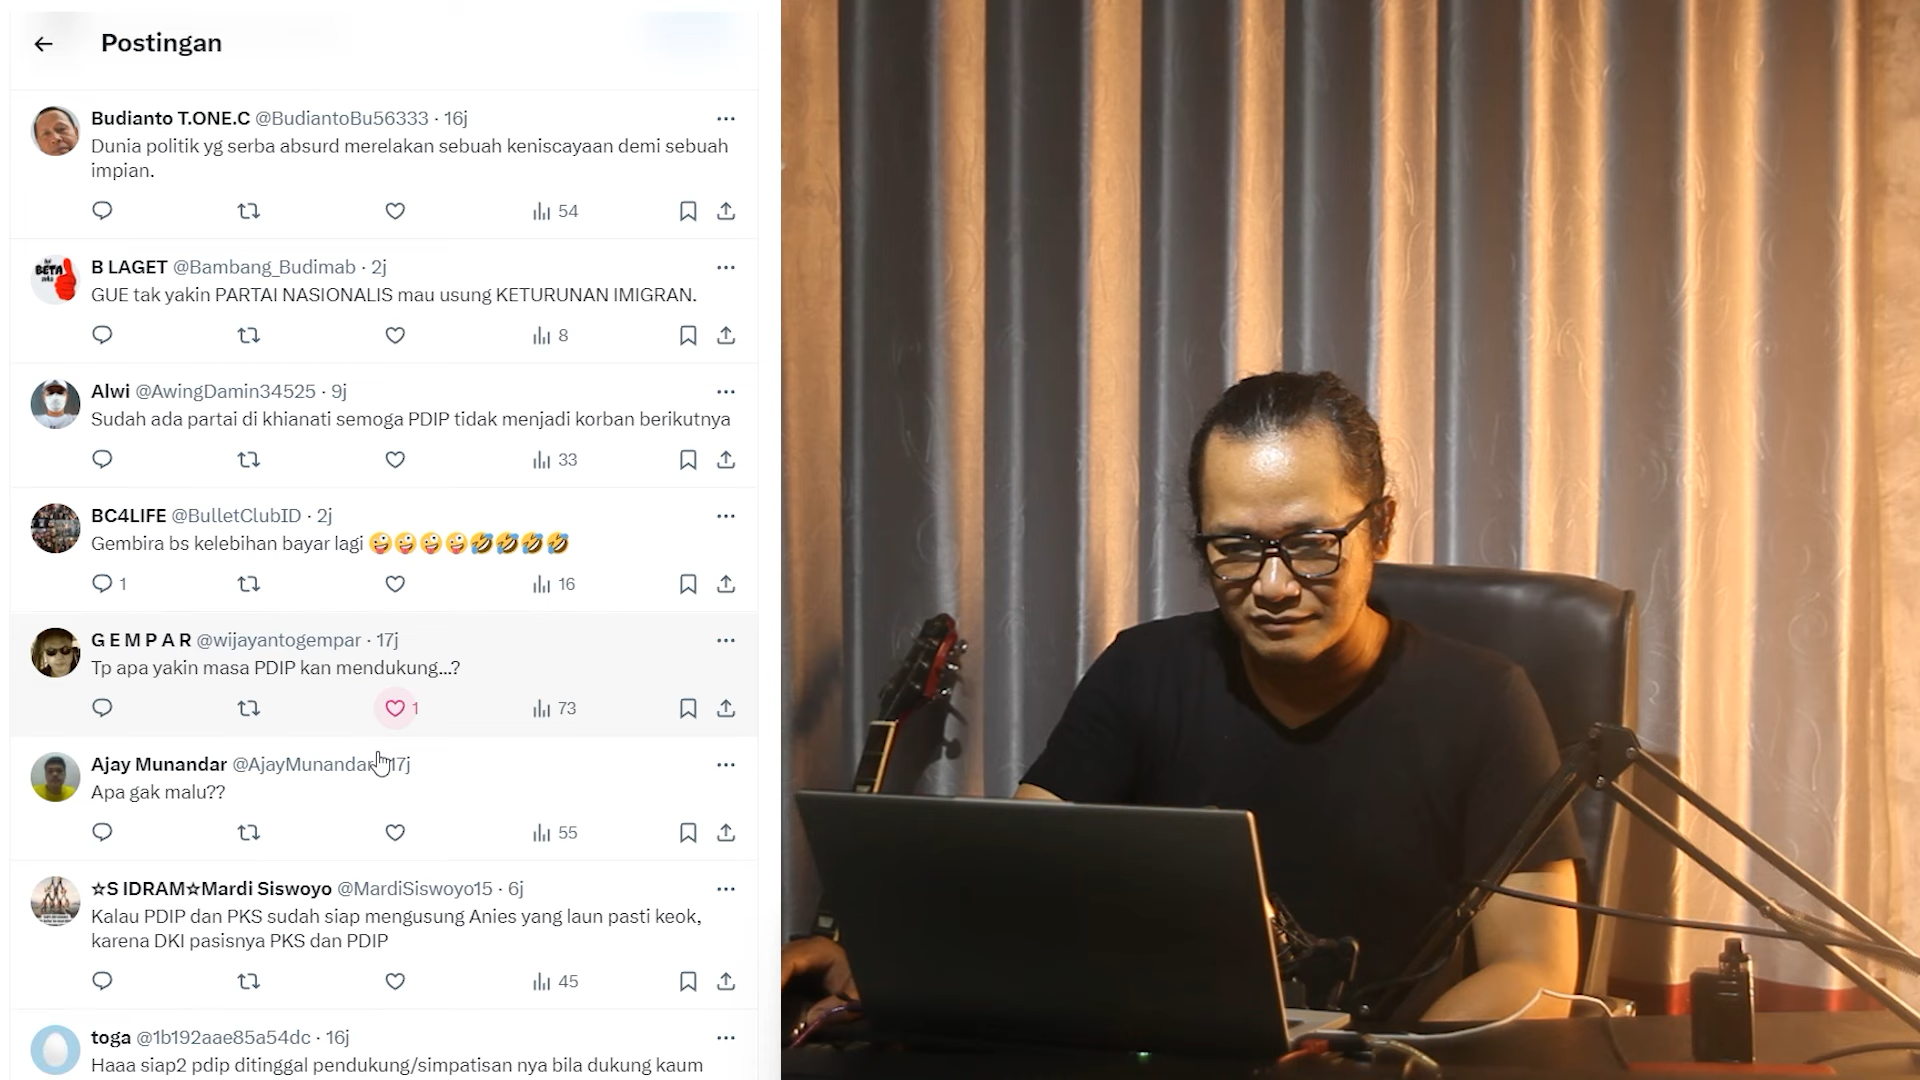 Postingan
Budianto T.ONE.C @BudiantoBu56333 · 16j
Dunia politik yg serba absurd merelakan sebuah keniscayaan demi sebuah
impian.
54
BETA
B LAGET @Bambang_Budimab · 2j
GUE tak yakin PARTAI NASIONALIS mau usung KETURUNAN IMIGRAN.
8
Alwi @AwingDamin34525 · 9j
Sudah ada partai di khianati semoga PDIP tidak menjadi korban berikutnya
33
BC4LIFE @BulletClubID · 2j
Gembira bs kelebihan bayar lagi 🤪🤪🤪🤪🤣🤣🤣🤣
1 16
G E M P A R @wijayantogempar · 17j
Tp apa yakin masa PDIP kan mendukung...?
1 73
Ajay Munandar @AjayMunandar 17j
Apa gak malu??
55
☆S IDRAM☆Mardi Siswoyo @MardiSiswoyo15 · 6j
Kalau PDIP dan PKS sudah siap mengusung Anies yang laun pasti keok,
karena DKI pasisnya PKS dan PDIP
45
toga @1b192aae85a54dc · 16j
Haaa siap2 pdip ditinggal pendukung/simpatisan nya bila dukung kaum